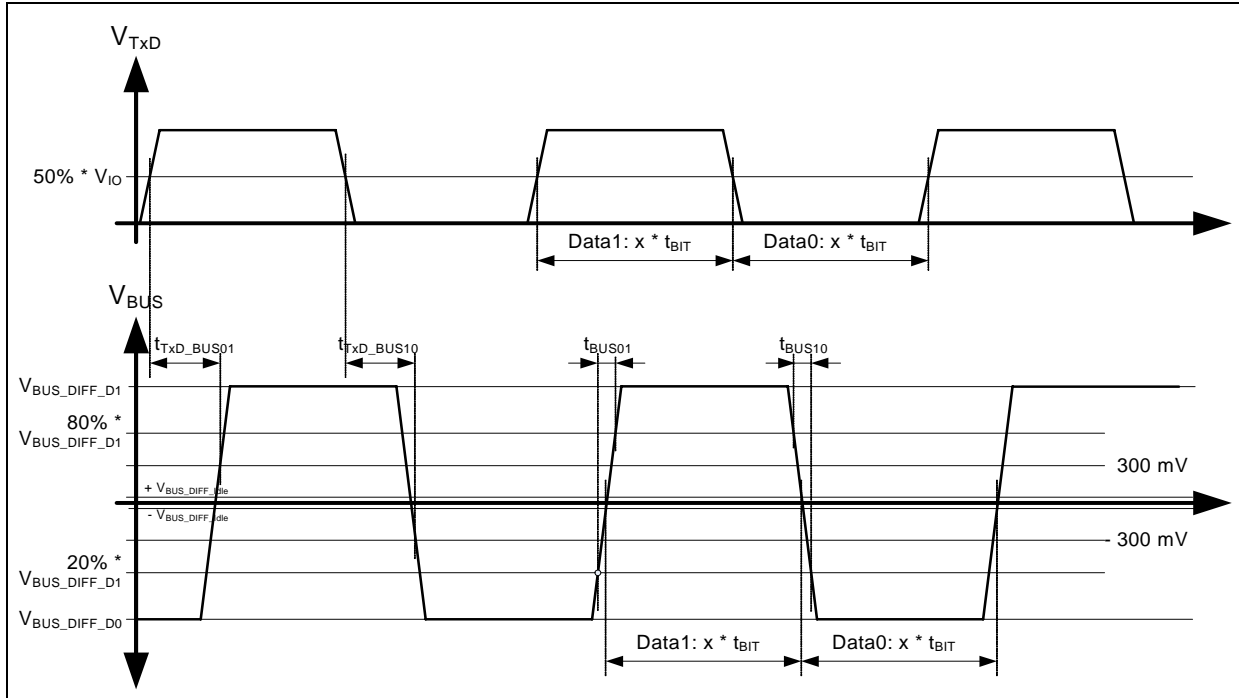 VTxD
50% * VIO
Data1: x * tBIT Data0: x * tBIT
VBUS
tTxD_BUS01 tTxD_BUS10 tBUS01 tBUS10
VBUS_DIFF_D1
80% *
VBUS_DIFF_D1
300 mV
+ VBUS_DIFF_Idle
- VBUS_DIFF_Idle
- 300 mV
20% *
VBUS_DIFF_D1
VBUS_DIFF_D0
Data1: x * tBIT Data0: x * tBIT